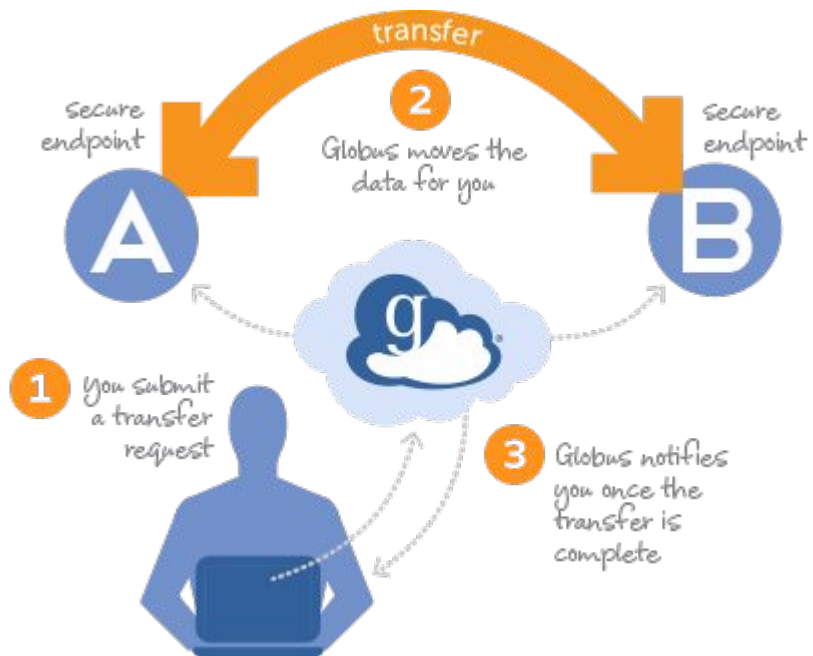 transfer
secure
endpoint
2
secure
endpoint
Globus moves the
data for you
A
B
g
1
you submit
a transfer
request
3
Globus notifies
you once the
transfer is
complete